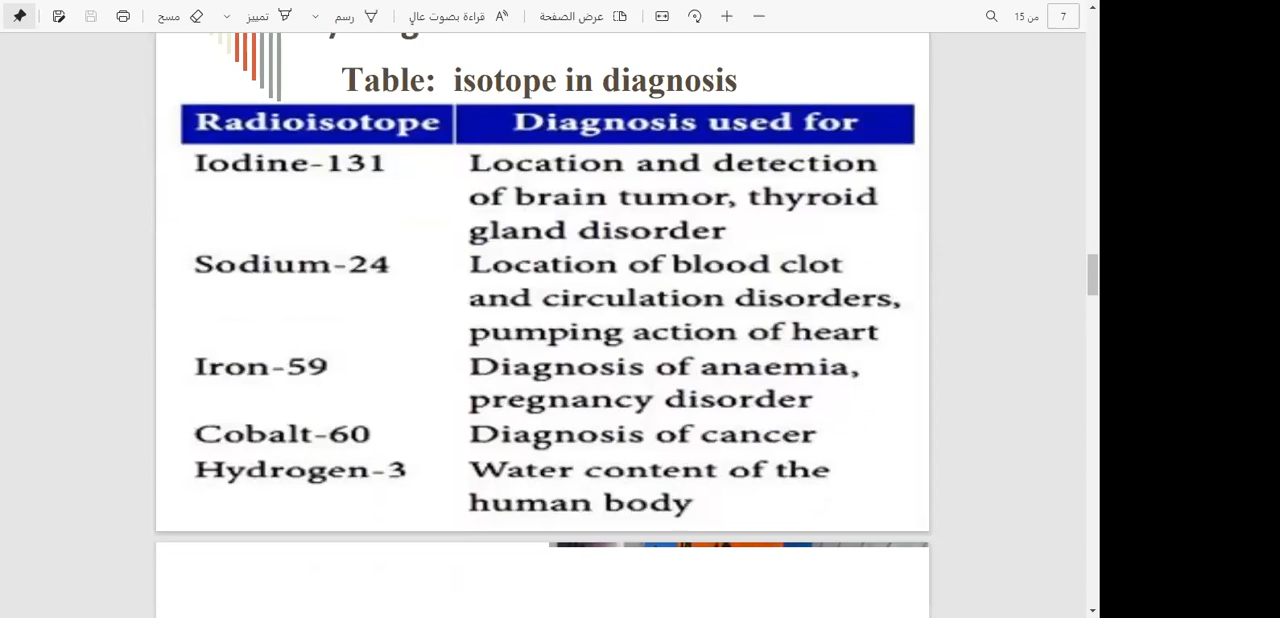 مسح
تمييز
رسم
قراءة بصوت عالٍ
عرض الصفحة
من 15
7
Table: isotope in diagnosis
Radioisotope Diagnosis used for
Iodine-131 Location and detection
of brain tumor, thyroid
gland disorder
Sodium-24 Location of blood clot
and circulation disorders,
pumping action of heart
Iron-59 Diagnosis of anaemia,
pregnancy disorder
Cobalt-60 Diagnosis of cancer
Hydrogen-3 Water content of the
human body